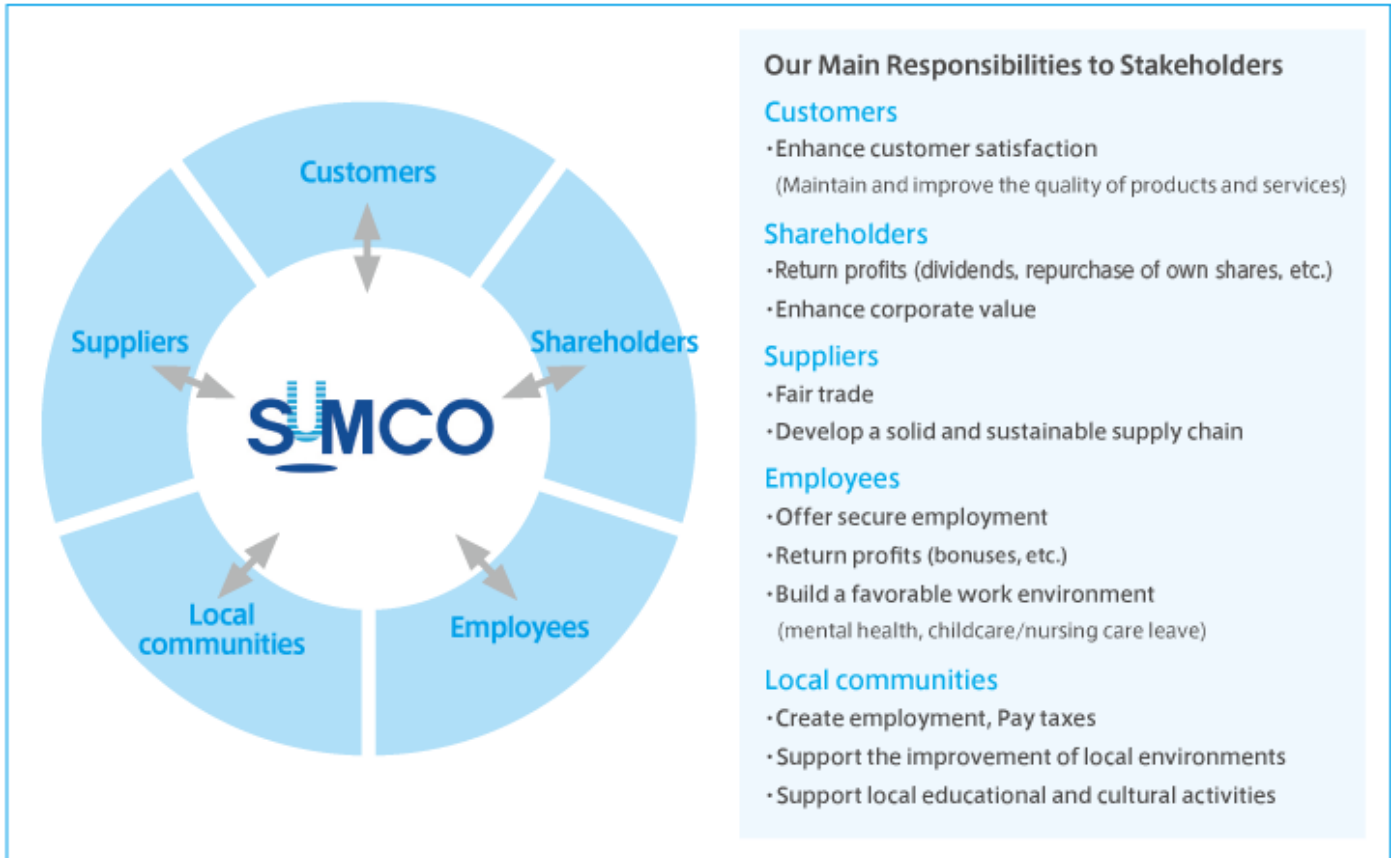 Customers
Suppliers
Shareholders
SUMCO
Local
communities
Employees
Our Main Responsibilities to Stakeholders
Customers
・Enhance customer satisfaction
(Maintain and improve the quality of products and services)
Shareholders
・Return profits (dividends, repurchase of own shares, etc.)
・Enhance corporate value
Suppliers
・Fair trade
・Develop a solid and sustainable supply chain
Employees
・Offer secure employment
・Return profits (bonuses, etc.)
・Build a favorable work environment
(mental health, childcare/nursing care leave)
Local communities
・Create employment, Pay taxes
・Support the improvement of local environments
・Support local educational and cultural activities